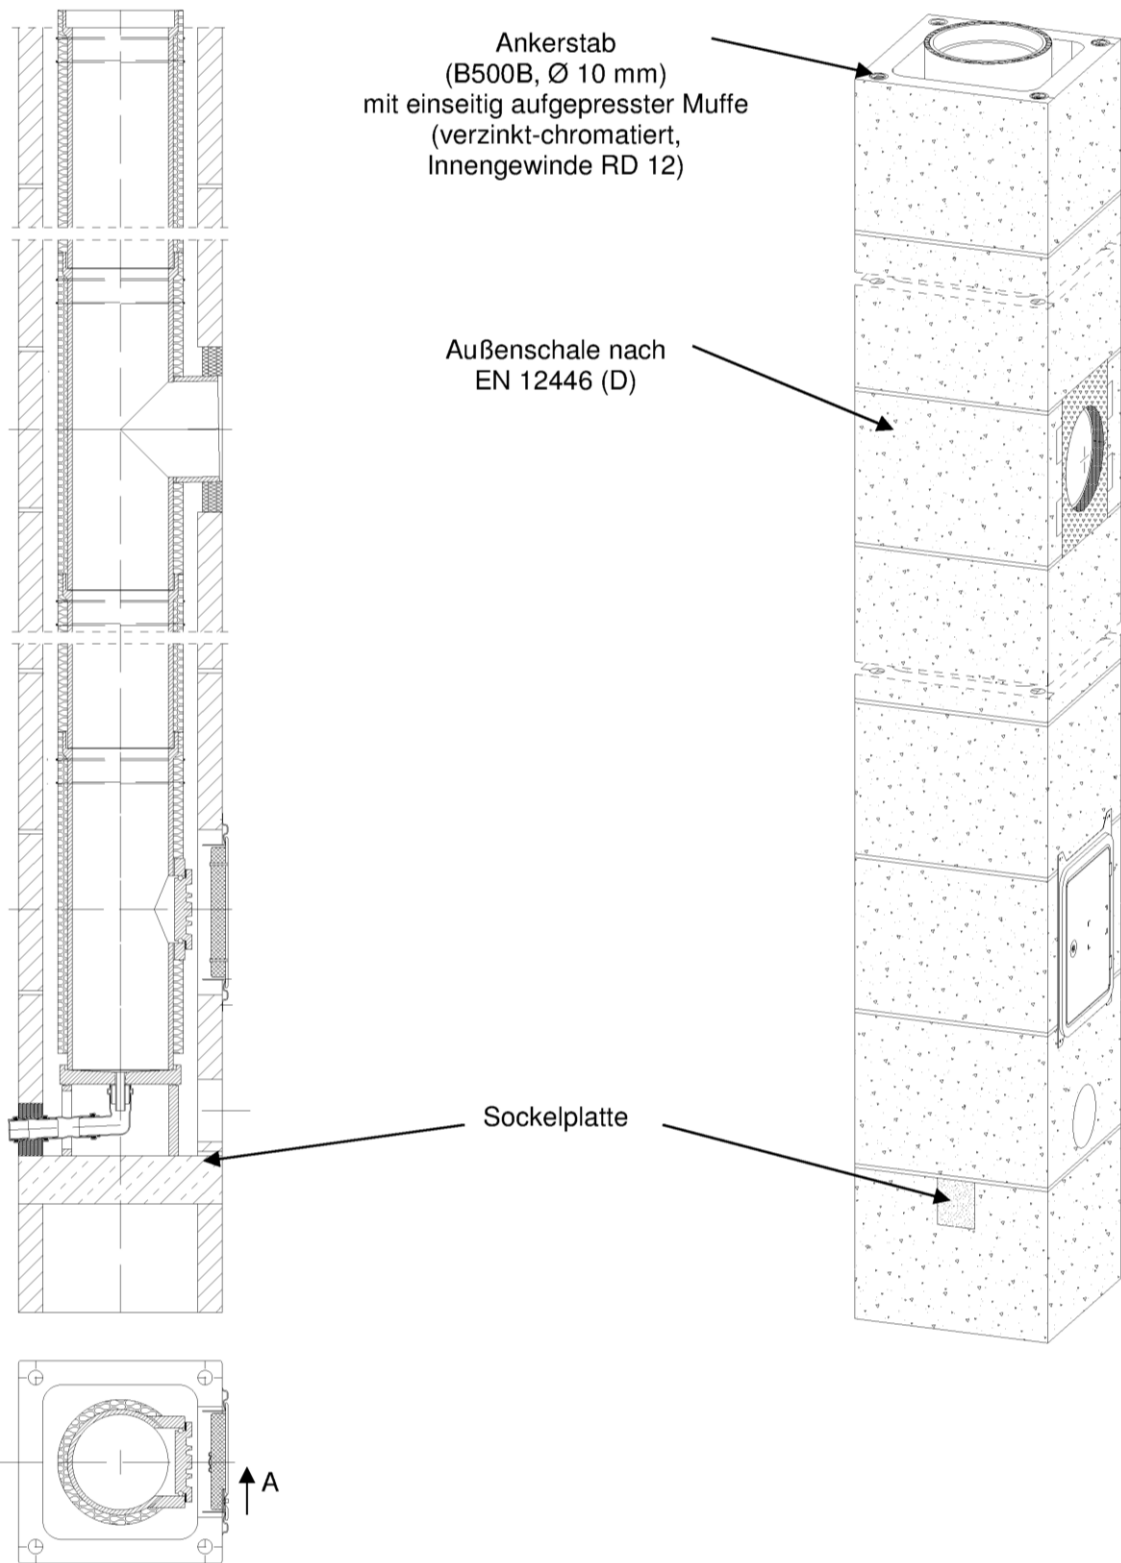 Ankerstab
(B500B, Ø 10 mm)
mit einseitig aufgepresster Muffe
(verzinkt-chromatiert,
Innengewinde RD 12)
Außenschale nach
EN 12446 (D)
Sockelplatte
A